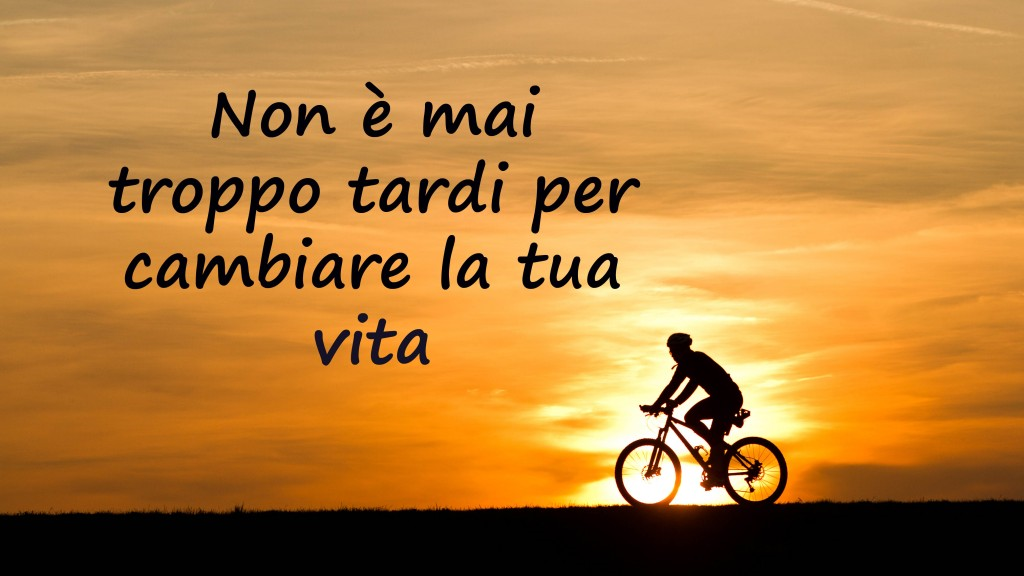 Non è mai
troppo tardi per
cambiare la tua
vita